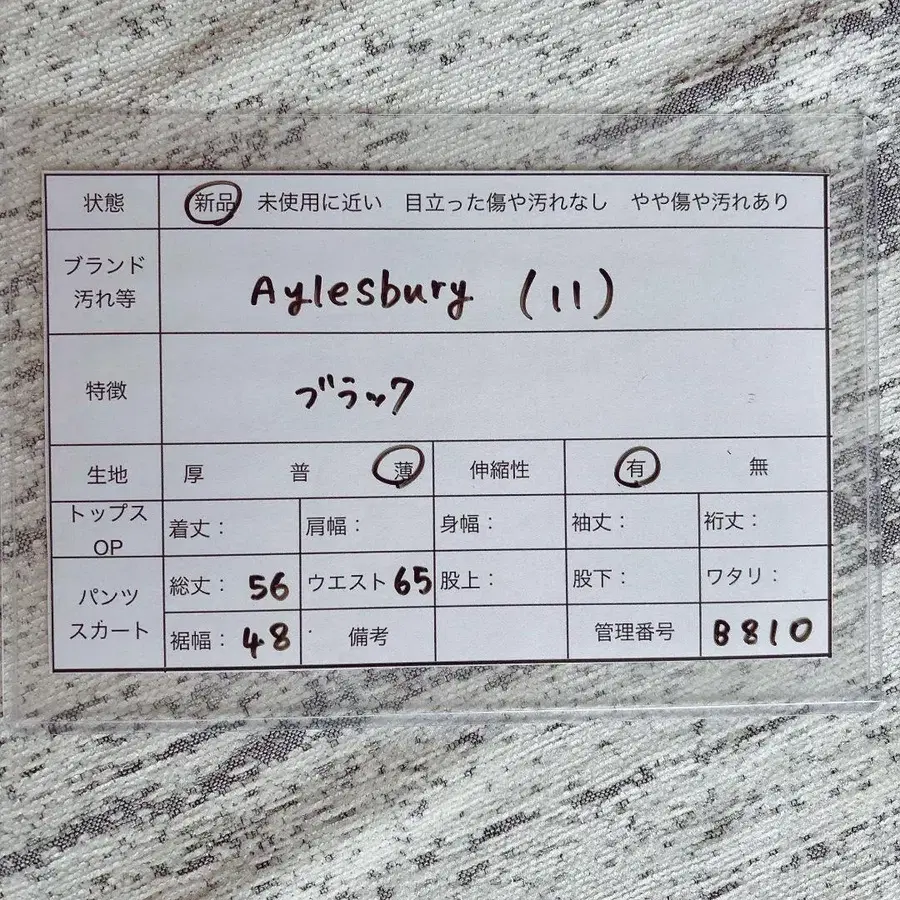 状態 新品 未使用に近い 目立った傷や汚れなし やや傷や汚れあり
ブランド
汚れ等
Aylesbury (11)
特徴 ブラック
生地 厚 普 薄 伸縮性 有 無
トップス
OP
着丈： 肩幅： 身幅： 袖丈： 裄丈：
パンツ
スカート
総丈： 56 ウエスト 65 股上： 股下： ワタリ：
裾幅： 48 備考 管理番号 B810